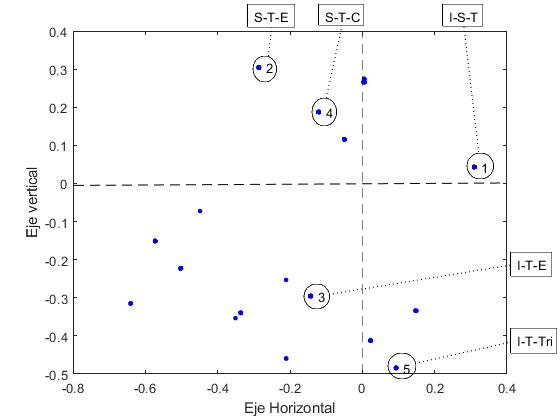 S-T-E S-T-C I-S-T
0.4
0.3
2
0.2
4
0.1
1
0
-0.1
-0.2
I-T-E
-0.3
3
-0.4
I-T-Tri
5
-0.5
-0.8 -0.6 -0.4 -0.2 0 0.2 0.4
Eje vertical
Eje Horizontal